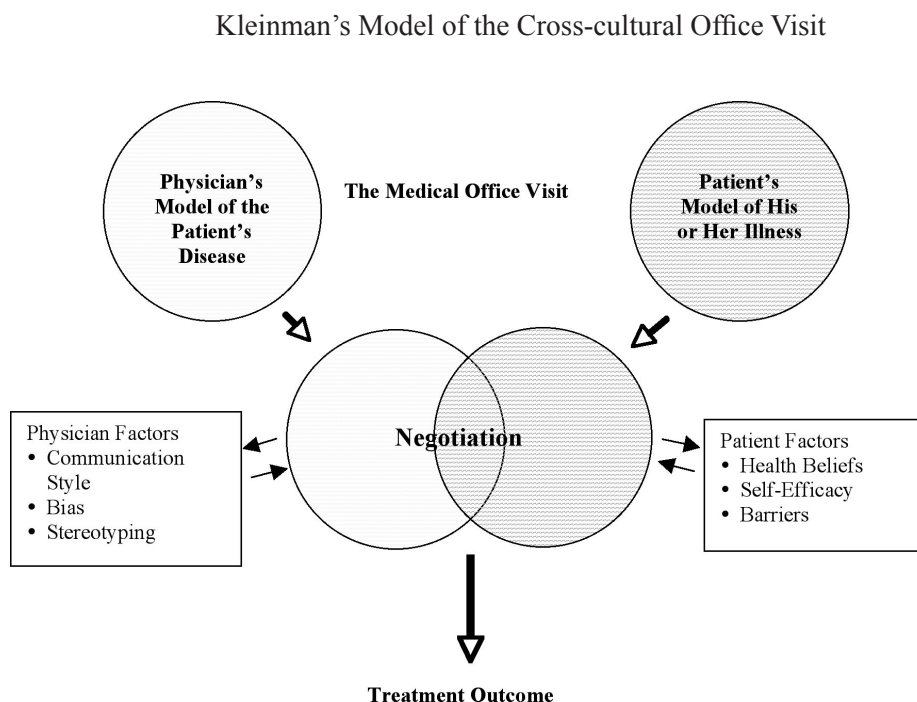 Kleinman’s Model of the Cross-cultural Office Visit
Physician’s
Model of the
Patient’s
Disease
The Medical Office Visit
Patient’s
Model of His
or Her Illness
Negotiation
Physician Factors
• Communication
Style
• Bias
• Stereotyping
Patient Factors
• Health Beliefs
• Self-Efficacy
• Barriers
Treatment Outcome